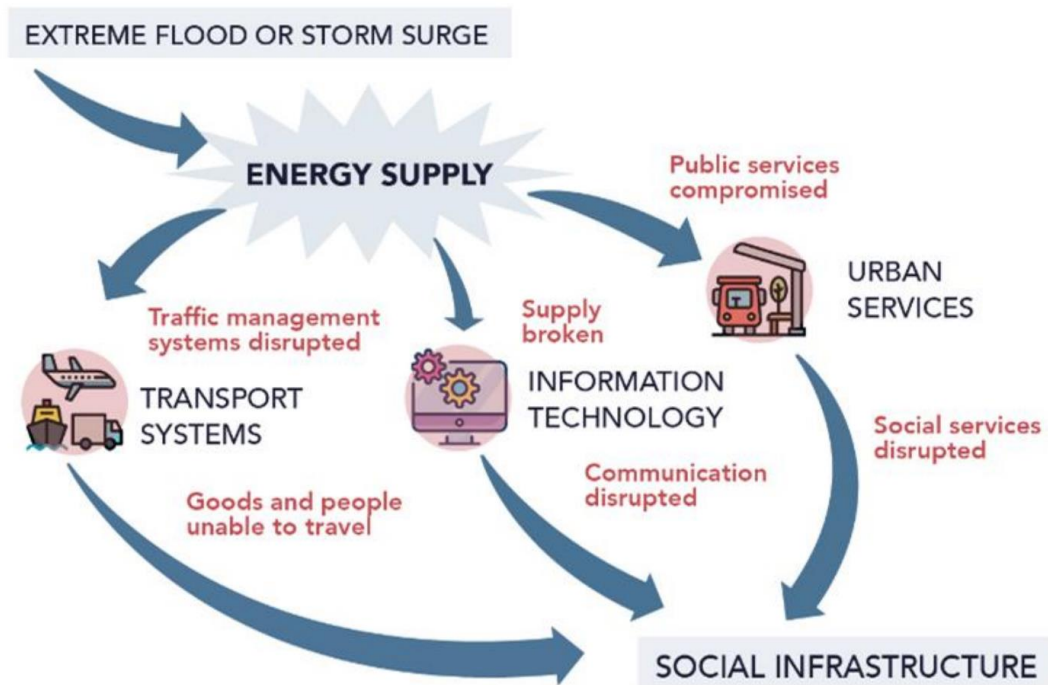 EXTREME FLOOD OR STORM SURGE
ENERGY SUPPLY
Public services
compromised
URBAN
SERVICES
Traffic management
systems disrupted
Supply
broken
TRANSPORT
SYSTEMS
INFORMATION
TECHNOLOGY
Social services
disrupted
Communication
disrupted
Goods and people
unable to travel
SOCIAL INFRASTRUCTURE